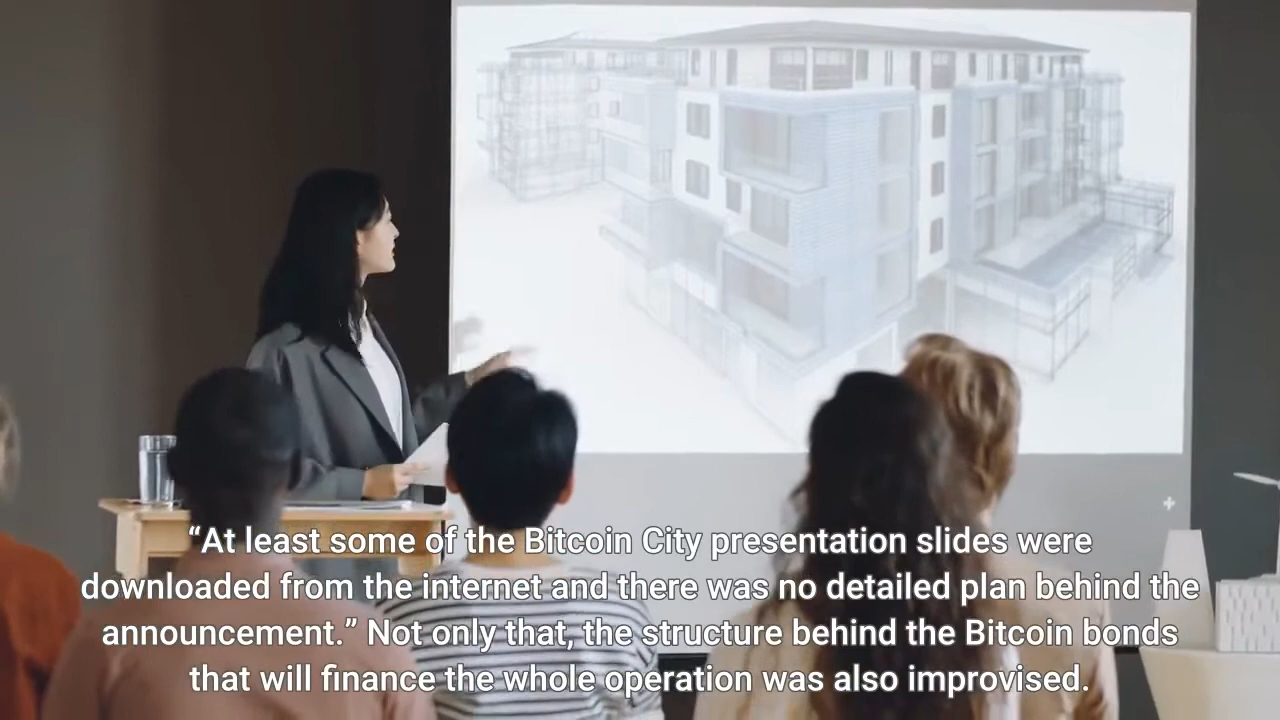 “At least some of the Bitcoin City presentation slides were
downloaded from the internet and there was no detailed plan behind the
announcement.” Not only that, the structure behind the Bitcoin bonds
that will finance the whole operation was also improvised.